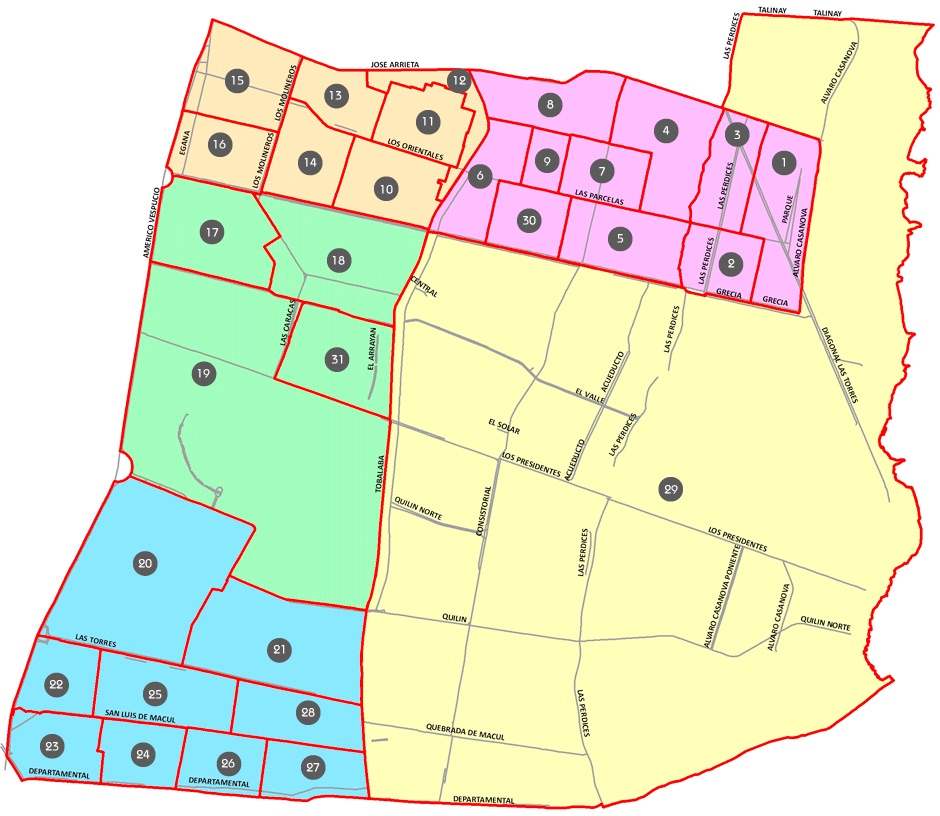 TALINAY
TALINAY
LAS PERDICES
ALVARO CASANOVA
JOSE ARRIETA
15
LOS MOLINEROS
13
12
11
8
4
3
1
EGANA
16
LOS MOLINEROS
14
LOS ORIENTALES
10
6
9
7
LAS PARCELAS
LAS PERDICES
PARQUE
ALVARO CASANOVA
AMERICO VESPUCIO
17
18
30
5
LAS PERDICES
2
GRECIA
GRECIA
CENTRAL
LAS CARACAS
31
EL ARRAYAN
19
LAS PERDICES
DIAGONAL LAS TORRES
ACUEDUCTO
EL VALLE
LAS PERDICES
EL SOLAR
ACUEDUCTO
LOS PRESIDENTES
TOBALABA
29
QUILIN NORTE
CONSISTORIAL
LAS PERDICES
LOS PRESIDENTES
20
ALVARO CASANOVA PONIENTE
ALVARO CASANOVA
QUILIN NORTE
QUILIN
LAS TORRES
21
22
25
28
SAN LUIS DE MACUL
LAS PERDICES
QUEBRADA DE MACUL
23
24
26
27
DEPARTAMENTAL
DEPARTAMENTAL
DEPARTAMENTAL